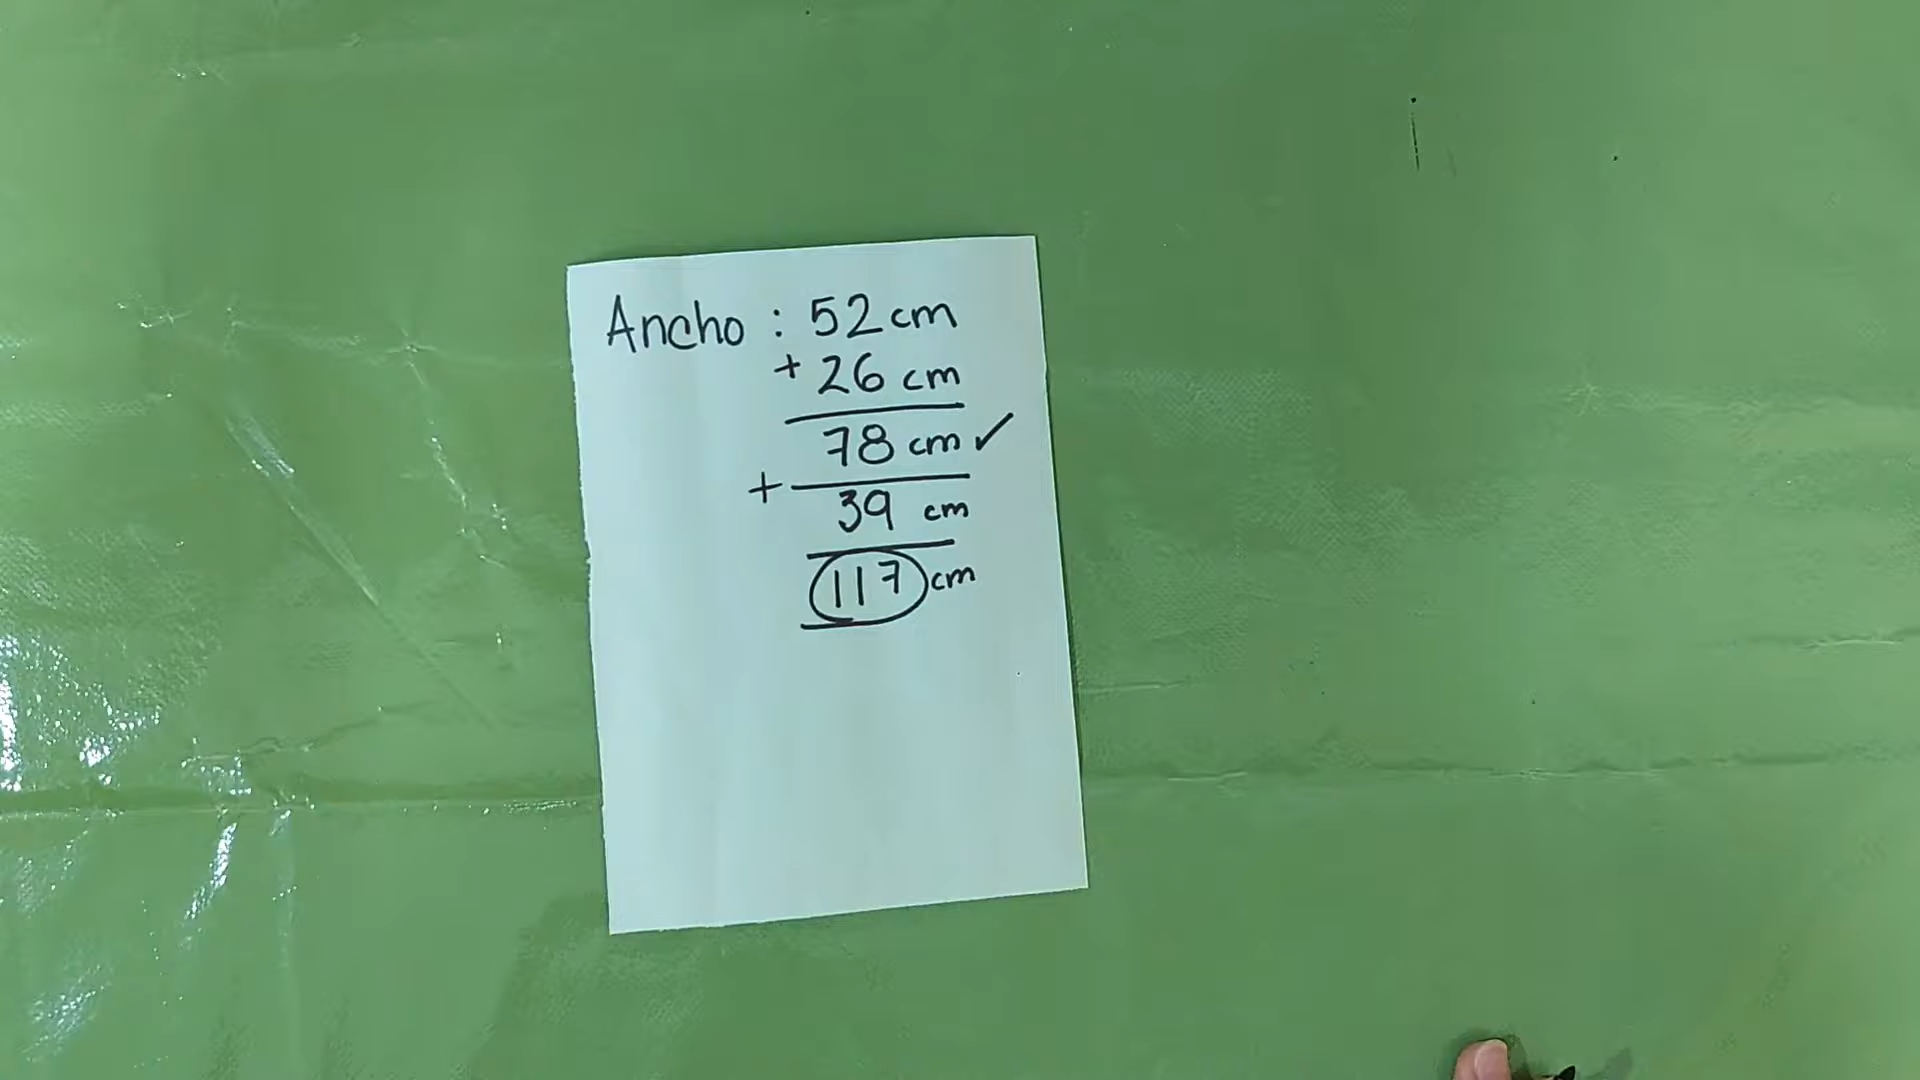 Ancho : 52 cm
+ 26 cm
78 cm ✓
+ 39 cm
117 cm